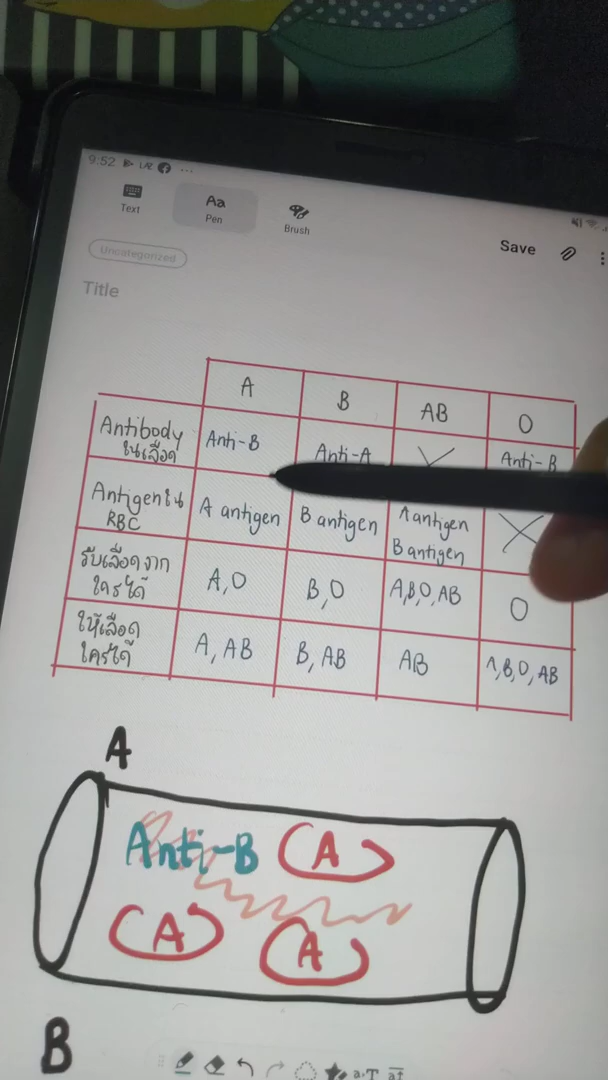 9:52
Text
Aa
Pen
Brush
Save
Uncategorized
Title
A B AB O
Antibody ในเลือด Anti-B Anti-A Anti-B
Antigenใน RBC A antigen B antigen A antigen B antigen
รับเลือดจาก ใครได้ A,O B,O A,B,O,AB O
ให้เลือด ใครได้ A, AB B, AB AB A,B,O,AB
A
Anti-B A
A A
B